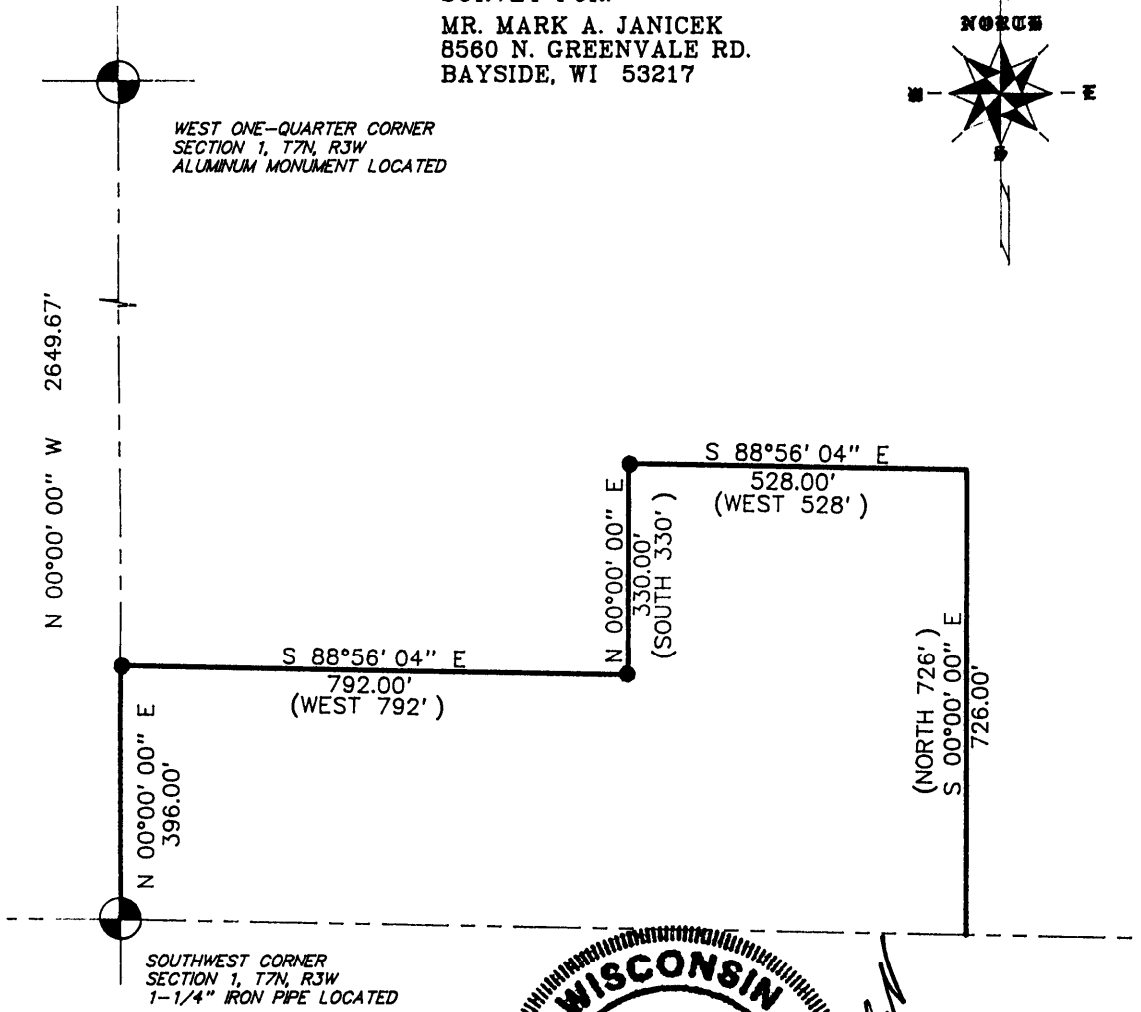 MR. MARK A. JANICEK
8560 N. GREENVALE RD.
BAYSIDE, WI 53217
NORTH
W
E
S
WEST ONE-QUARTER CORNER
SECTION 1, T7N, R3W
ALUMINUM MONUMENT LOCATED
N 00°00' 00" W 2649.67'
S 88°56' 04" E
528.00'
(WEST 528')
N 00°00' 00" E
330.00'
(SOUTH 330')
S 88°56' 04" E
792.00'
(WEST 792')
(NORTH 726')
S 00°00' 00" E
726.00'
N 00°00' 00" E
396.00'
SOUTHWEST CORNER
SECTION 1, T7N, R3W
1-1/4" IRON PIPE LOCATED
WISCONSIN